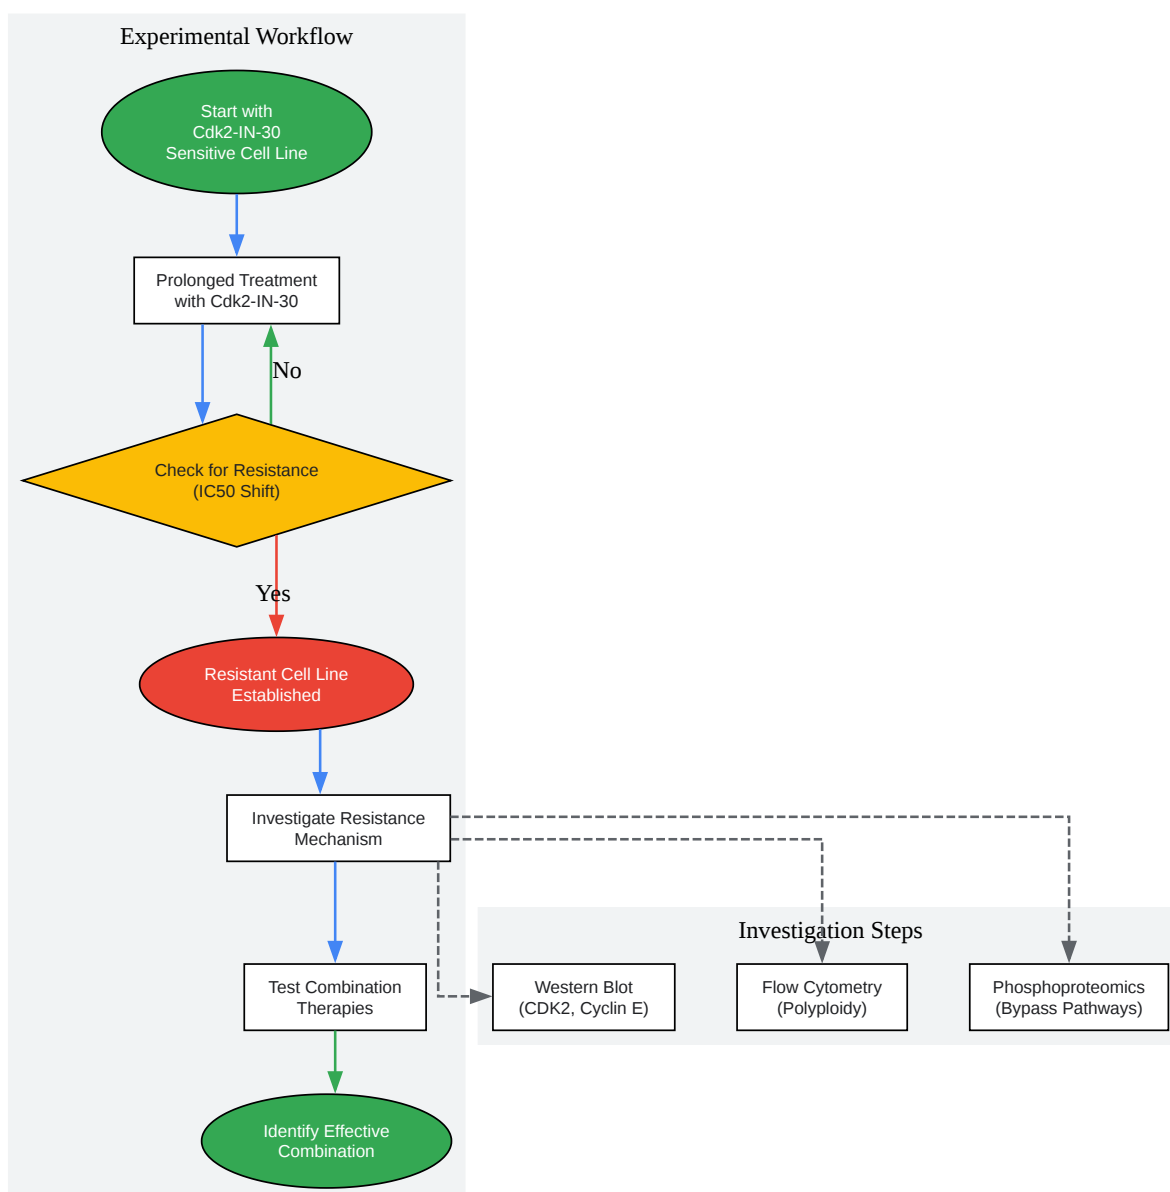 Experimental Workflow
Start with
Cdk2-IN-30
Sensitive Cell Line
Prolonged Treatment
with Cdk2-IN-30
No
Check for Resistance
(IC50 Shift)
Yes
Resistant Cell Line
Established
Investigate Resistance
Mechanism
Investigation Steps
Test Combination
Therapies
Western Blot
(CDK2, Cyclin E)
Flow Cytometry
(Polyploidy)
Phosphoproteomics
(Bypass Pathways)
Identify Effective
Combination